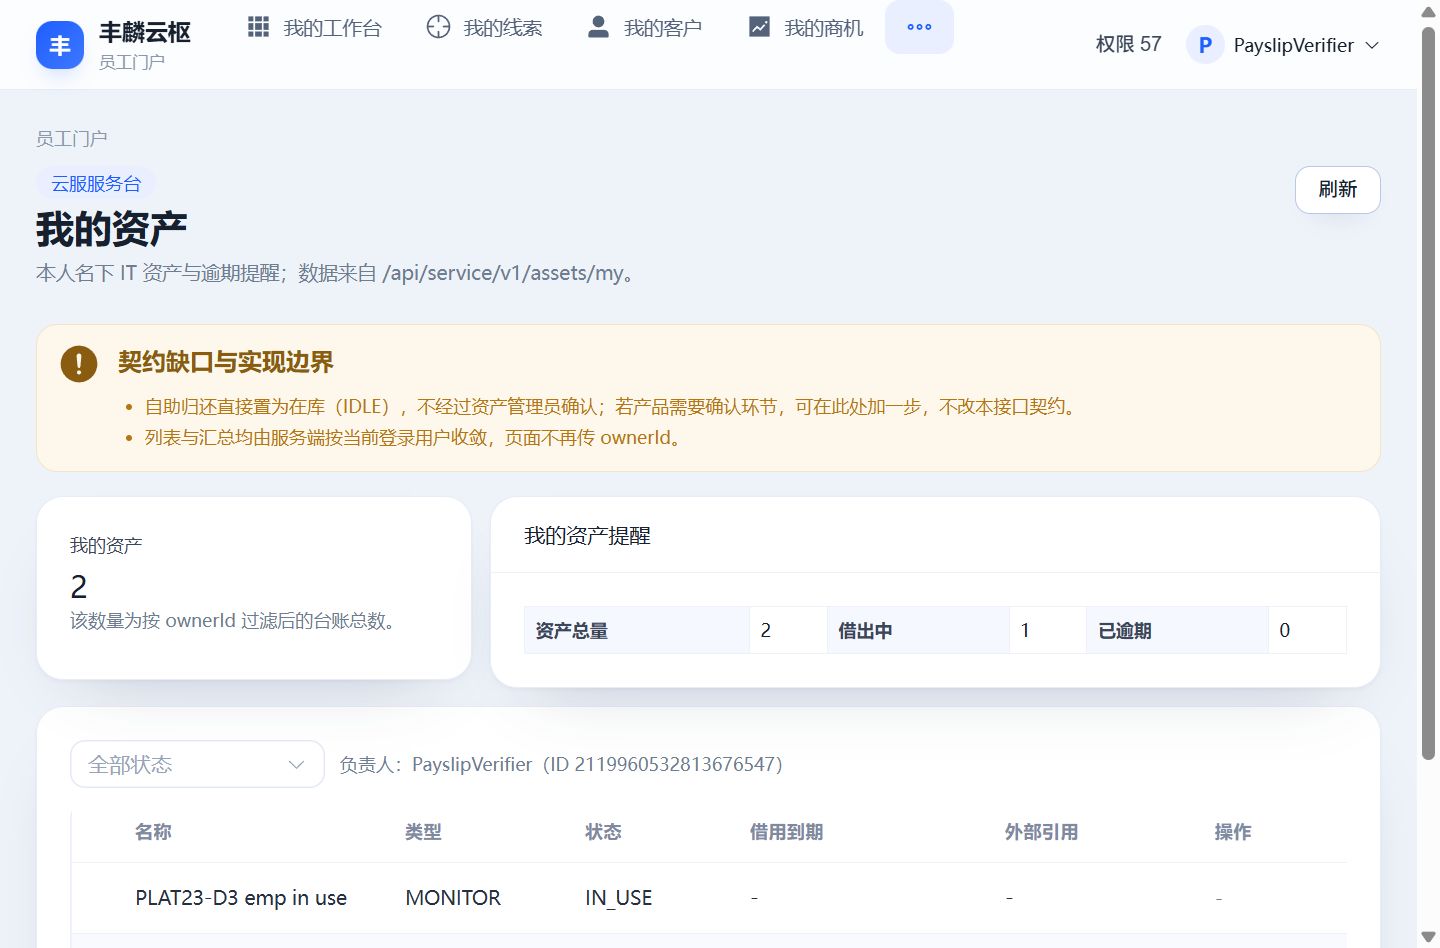 丰
丰麟云枢
员工门户
我的工作台
我的线索
我的客户
我的商机
权限 57
P
PayslipVerifier
员工门户
云服服务台
我的资产
刷新
本人名下 IT 资产与逾期提醒；数据来自 /api/service/v1/assets/my。
契约缺口与实现边界
自助归还直接置为在库（IDLE），不经过资产管理员确认；若产品需要确认环节，可在此处加一步，不改本接口契约。
列表与汇总均由服务端按当前登录用户收敛，页面不再传 ownerId。
我的资产
2
该数量为按 ownerId 过滤后的台账总数。
我的资产提醒
资产总量 2 借出中 1 已逾期 0
全部状态
负责人：PayslipVerifier（ID 2119960532813676547）
名称 类型 状态 借用到期 外部引用 操作
PLAT23-D3 emp in use MONITOR IN_USE - - -